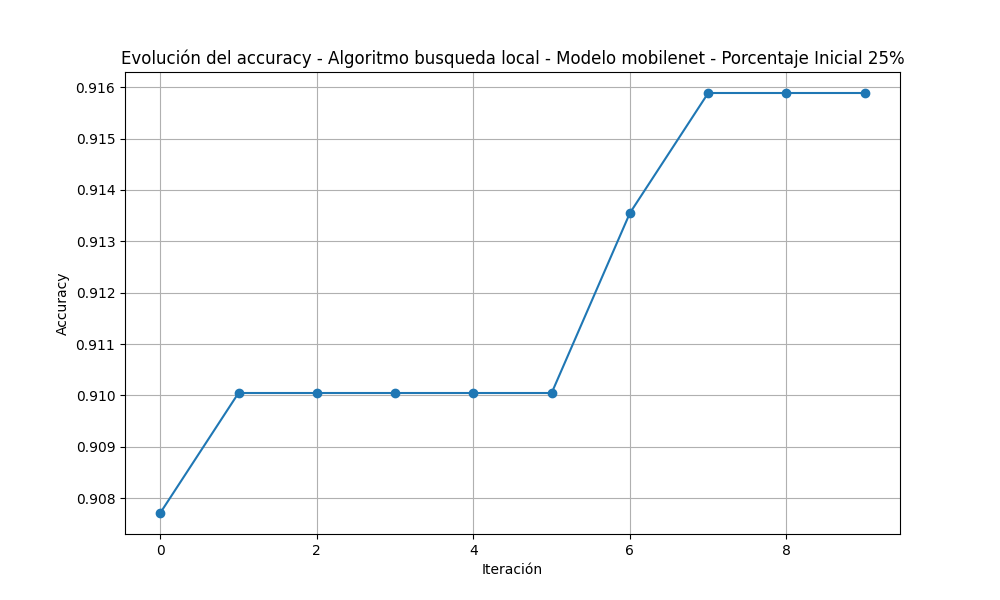 Evolución del accuracy - Algoritmo busqueda local - Modelo mobilenet - Porcentaje Inicial 25%
0.916
0.915
0.914
0.913
0.912
0.911
0.910
0.909
0.908
Accuracy
0 2 4 6 8
Iteración